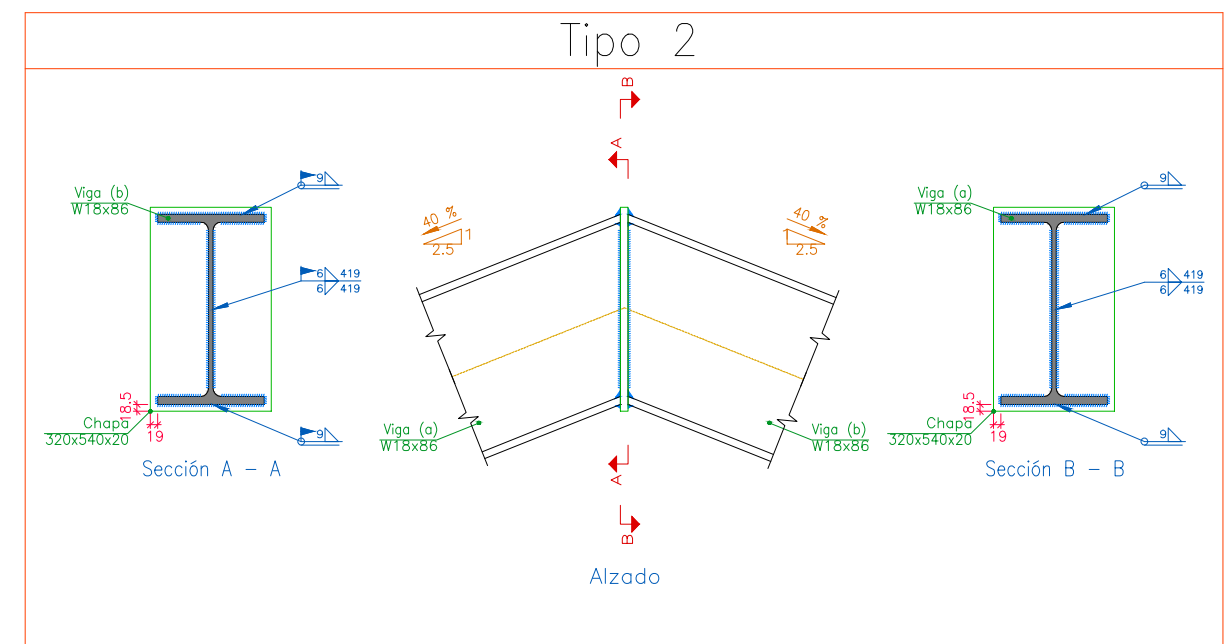 Tipo 2
B
A
9
Viga (b)
W18x86
6 419
6 419
18.5
19
Chapa
320x540x20
9
Sección A - A
40 %
1
2.5
40 %
1
2.5
Viga (a)
W18x86
Viga (b)
W18x86
A
B
Alzado
9
Viga (a)
W18x86
6 419
6 419
18.5
19
Chapa
320x540x20
9
Sección B - B